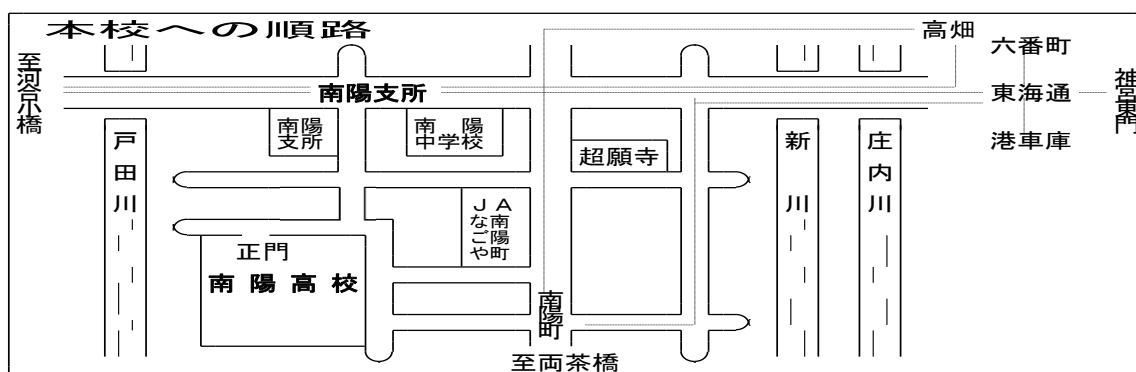 本校への順路
高畑
六番町
至河合小橋
南陽支所
東海通
神宮東門
港車庫
南陽
支所
南陽
中学校
超願寺
戸田川
新川
庄内川
JA
なごや
南陽町
正門
南陽高校
南陽町
至両茶橋